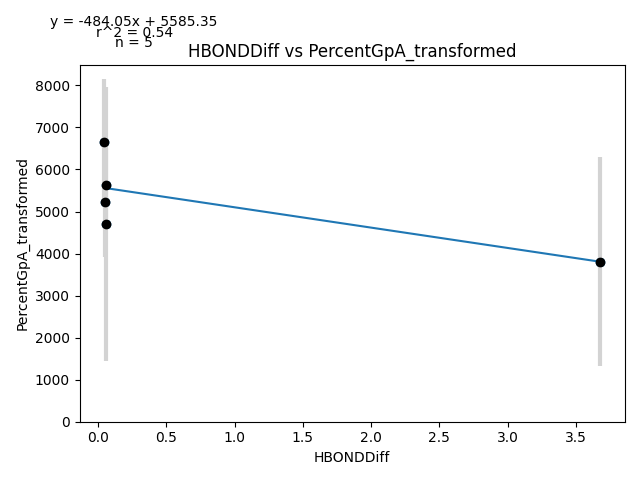 y = -484.05x + 5585.35
r^2 = 0.54
n = 5
HBONDDiff vs PercentGpA_transformed
PercentGpA_transformed
8000
7000
6000
5000
4000
3000
2000
1000
0
0.0 0.5 1.0 1.5 2.0 2.5 3.0 3.5
HBONDDiff